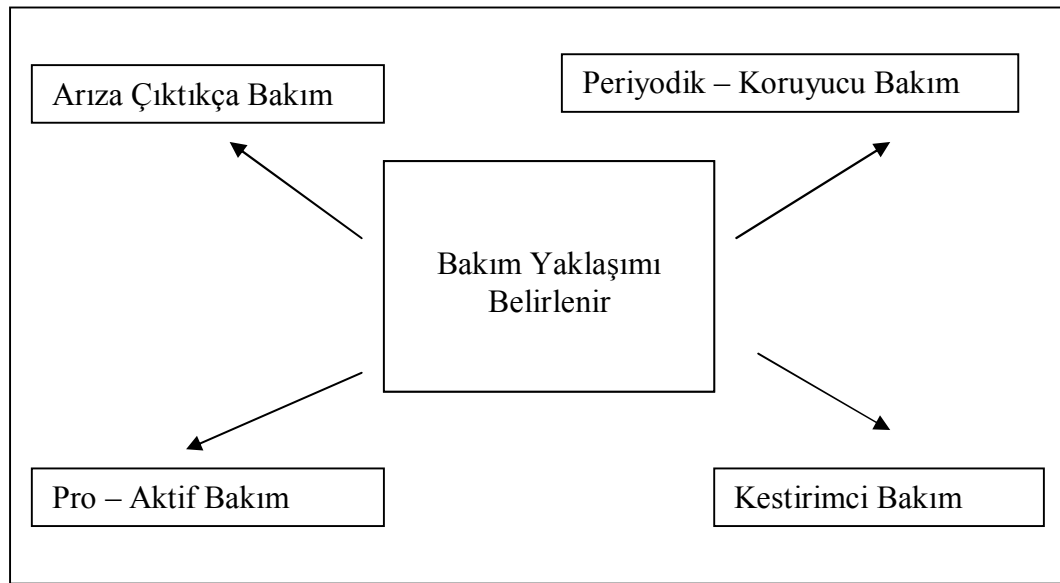 Arıza Çıktıkça Bakım
Periyodik – Koruyucu Bakım
Bakım Yaklaşımı
Belirlenir
Pro – Aktif Bakım
Kestirimci Bakım